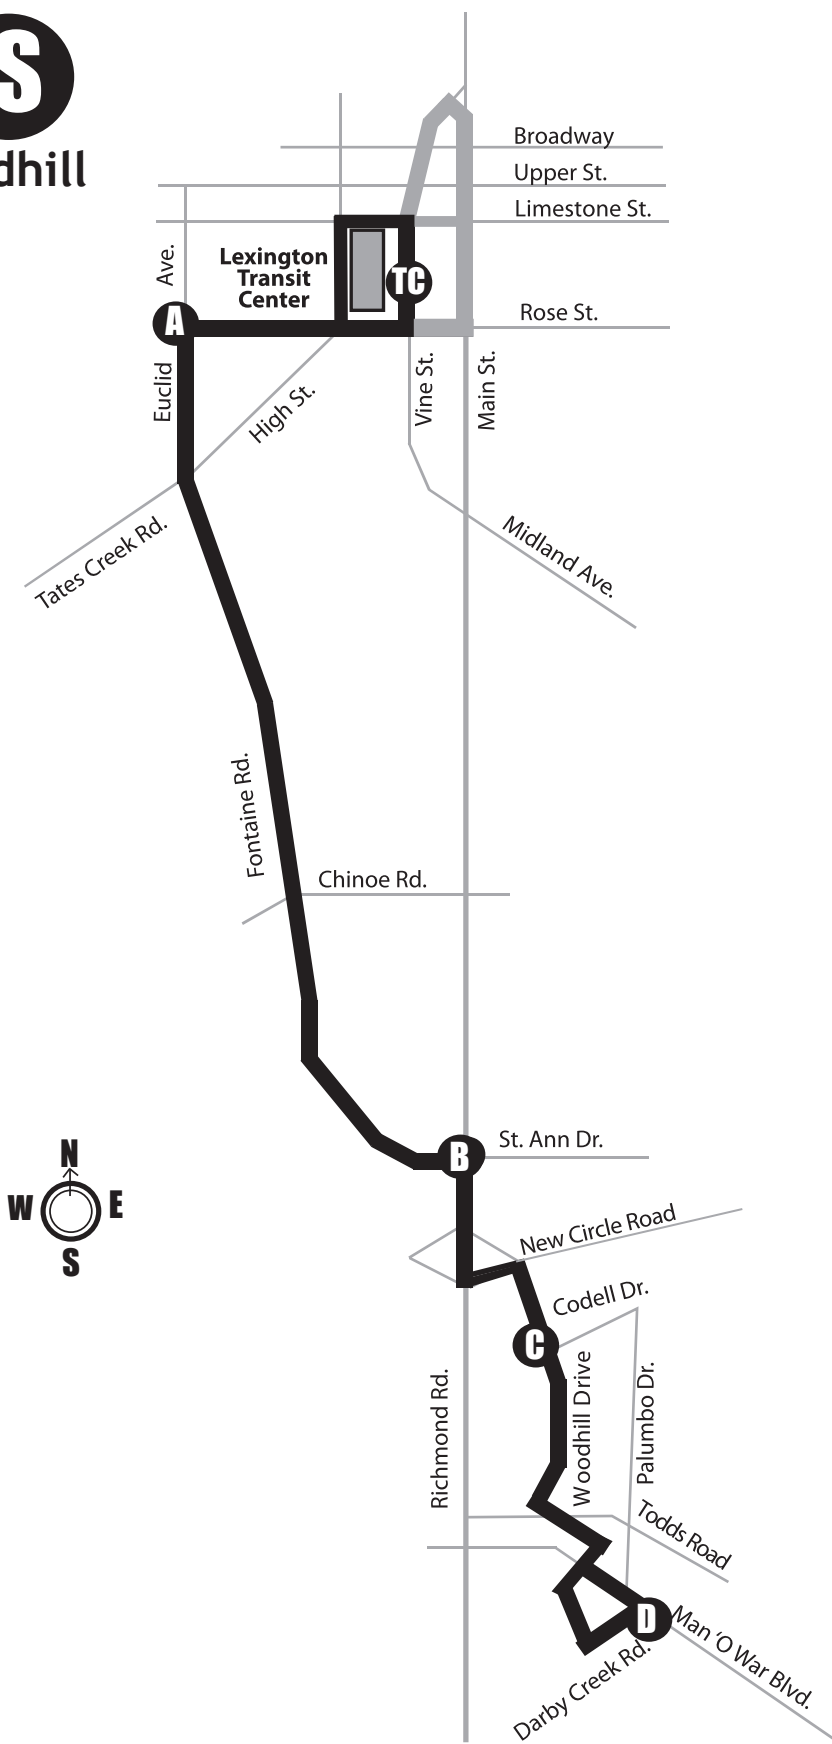 S
dhill
Broadway
Upper St.
Limestone St.
Ave.
Lexington
Transit
Center
TC
Rose St.
A
Euclid
High St.
Vine St.
Main St.
Tates Creek Rd.
Midland Ave.
Fontaine Rd.
Chinoe Rd.
B
St. Ann Dr.
N
W
E
S
New Circle Road
Codell Dr.
C
Woodhill Drive
Palumbo Dr.
Richmond Rd.
Todds Road
D
Man ‘O War Blvd.
Darby Creek Rd.